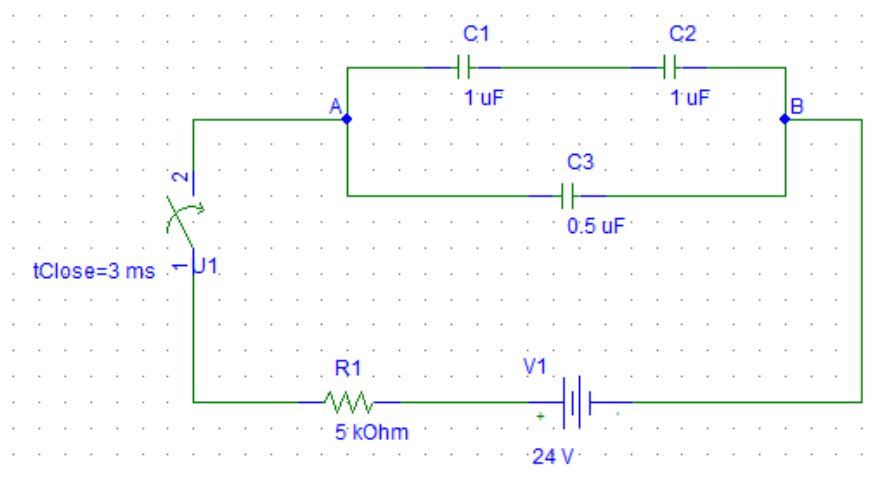 C1
C2
1 uF
1 uF
A
B
C3
0.5 uF
2
tClose=3 ms
1
U1
R1
5 kOhm
V1
+
-
24 V